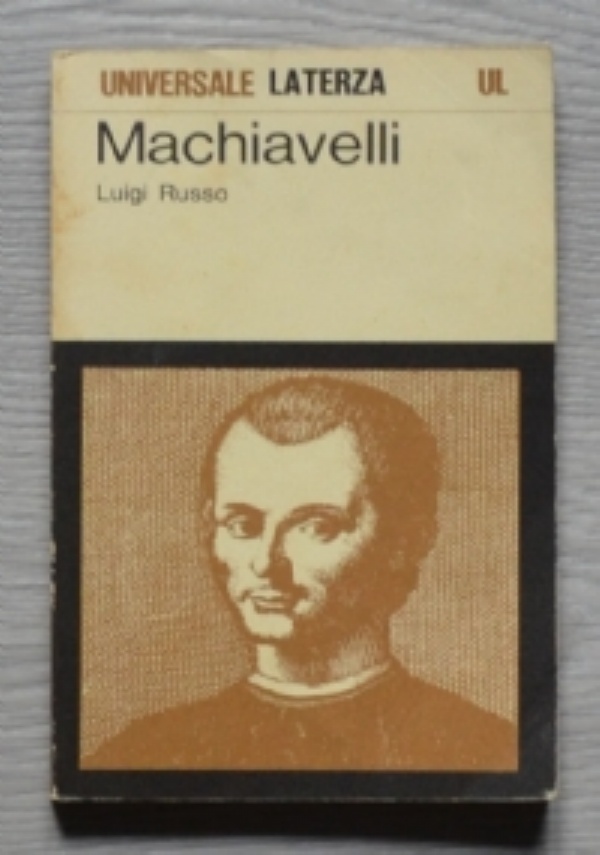 UNIVERSALE LATERZA UL
Machiavelli
Luigi Russo